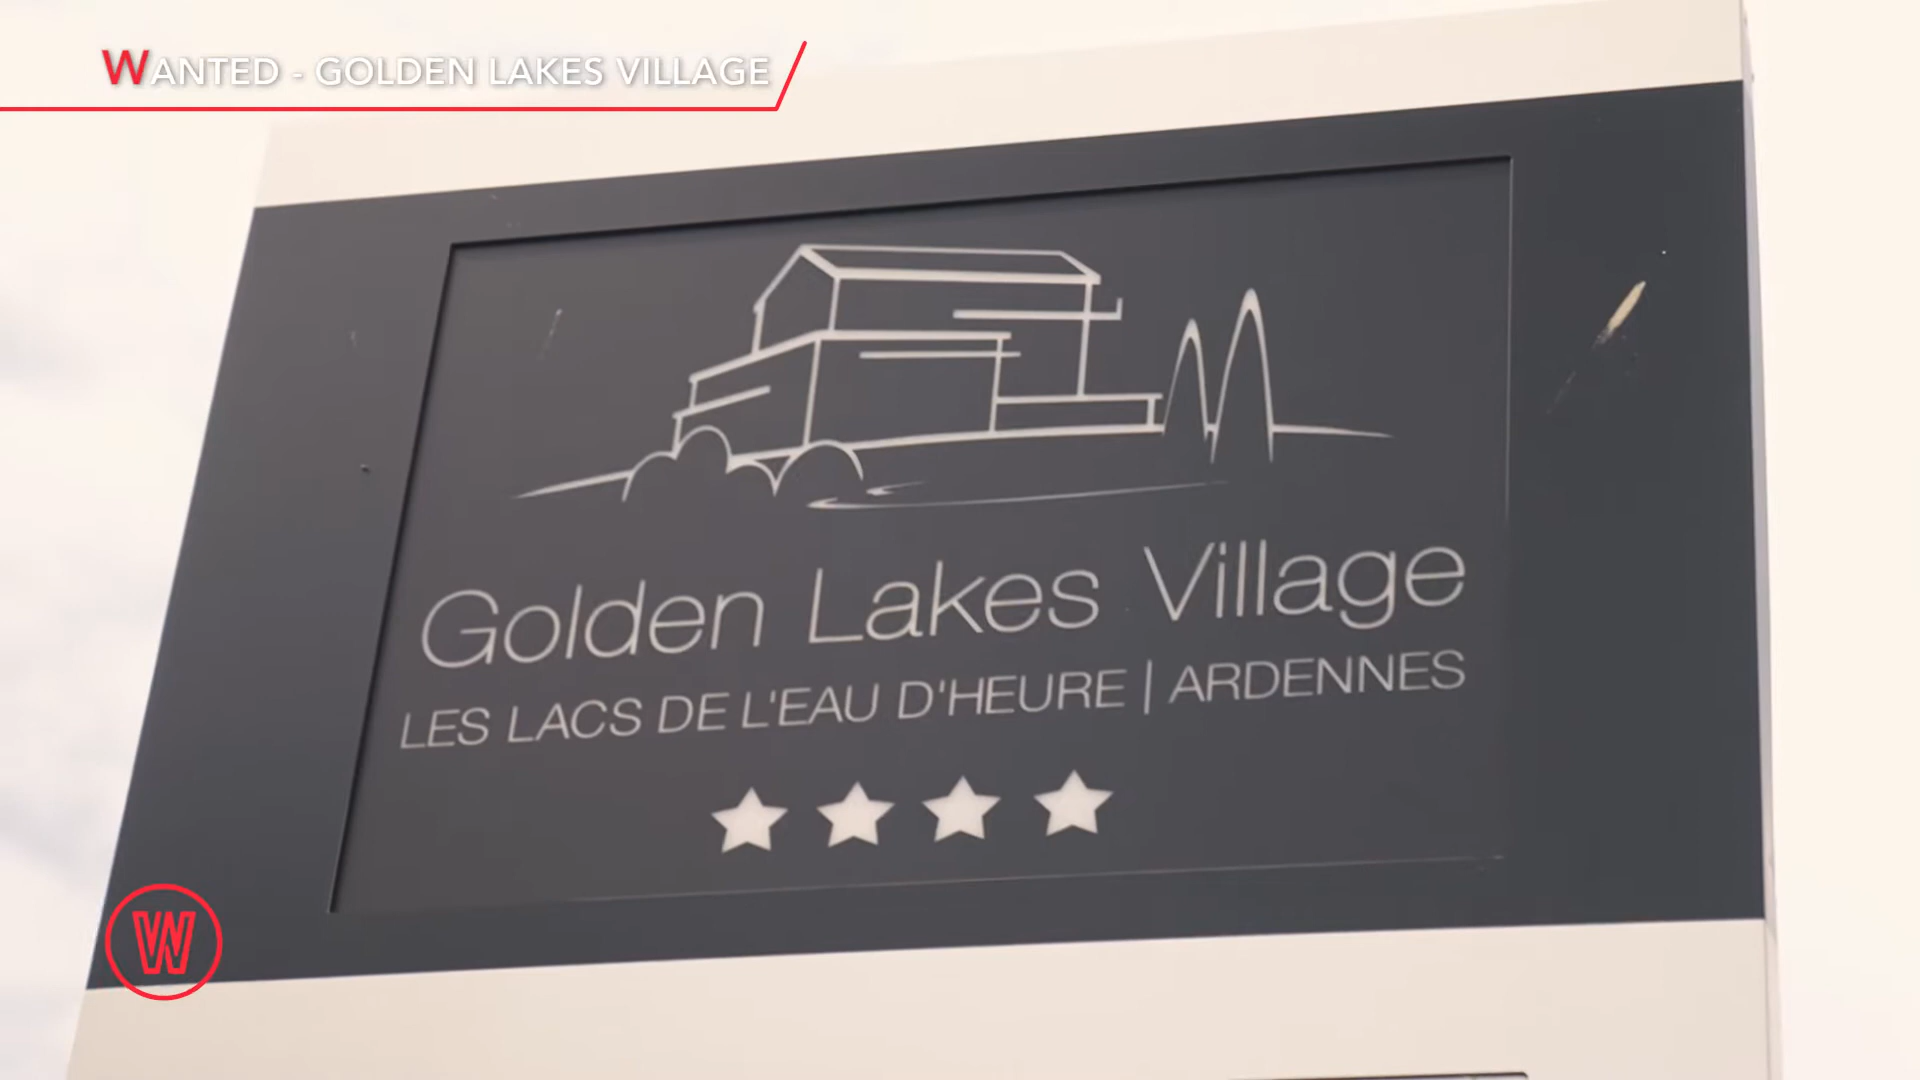 WANTED - GOLDEN LAKES VILLAGE
Golden Lakes Village
LES LACS DE L'EAU D'HEURE | ARDENNES
W